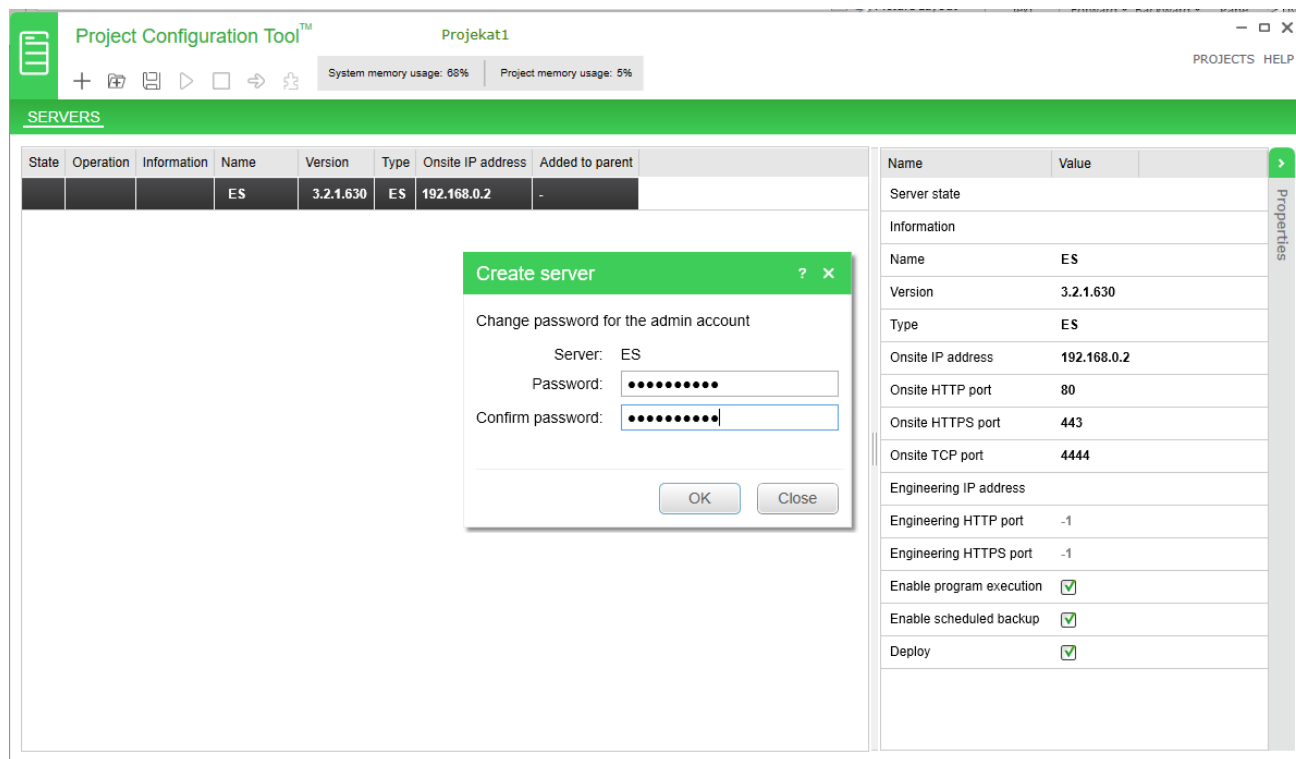 Project Configuration Tool™
Projekat1
PROJECTS HELP
System memory usage: 68% Project memory usage: 5%
SERVERS
State Operation Information Name Version Type Onsite IP address Added to parent
ES 3.2.1.630 ES 192.168.0.2 -
Create server ?
Change password for the admin account
Server: ES
Password: ●●●●●●●●●●
Confirm password: ●●●●●●●●●●
OK Close
Name Value
Server state
Information
Name ES
Version 3.2.1.630
Type ES
Onsite IP address 192.168.0.2
Onsite HTTP port 80
Onsite HTTPS port 443
Onsite TCP port 4444
Engineering IP address
Engineering HTTP port -1
Engineering HTTPS port -1
Enable program execution
Enable scheduled backup
Deploy
Properties